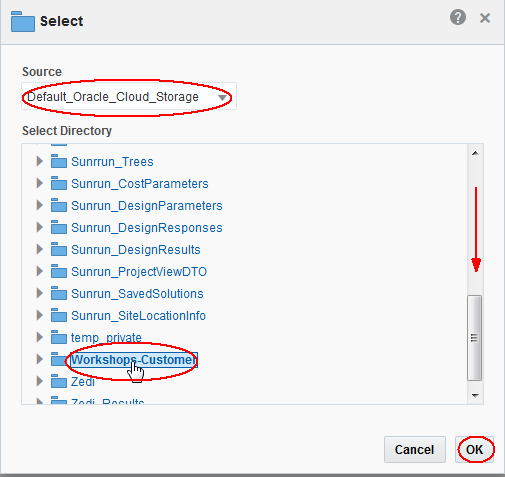 Select
Source
Default_Oracle_Cloud_Storage
Select Directory
Sunrrun_Trees
Sunrun_CostParameters
Sunrun_DesignParameters
Sunrun_DesignResponses
Sunrun_DesignResults
Sunrun_ProjectViewDTO
Sunrun_SavedSolutions
Sunrun_SiteLocationInfo
temp_private
Workshops-Customer
Zedi
Zedi_Results
Cancel
OK